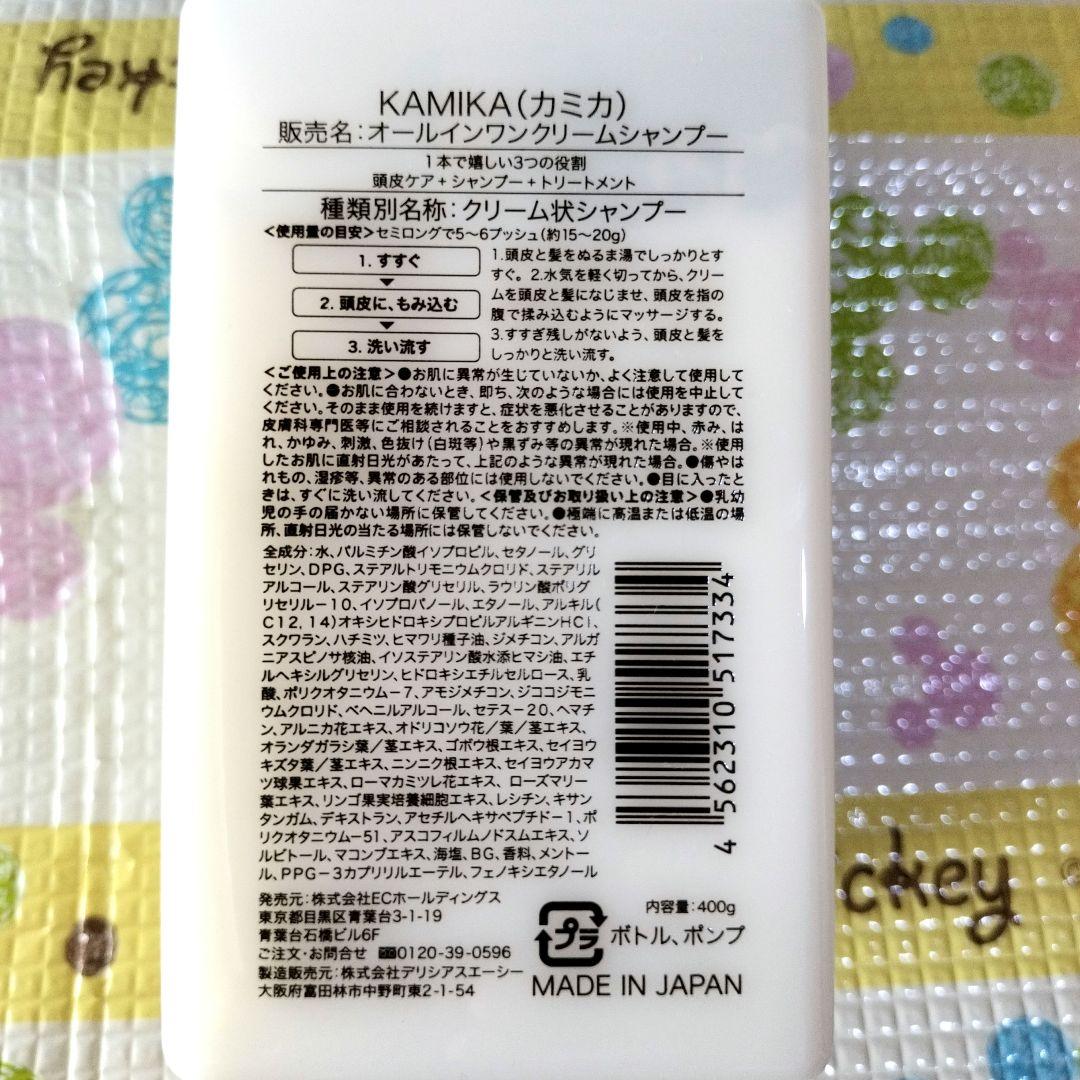 KAMIKA(カミカ)
販売名:オールインワンクリームシャンプー
1本で嬉しい3つの役割
頭皮ケア+シャンプー+トリートメント
種類別名称:クリーム状シャンプー
<使用量の目安>セミロングで5〜6プッシュ(約15〜20g)
1. すすぐ
2. 頭皮に、もみ込む
3. 洗い流す
1.頭皮と髪をぬるま湯でしっかりとす
すぐ。2.水気を軽く切ってから、クリー
ムを頭皮と髪になじませ、頭皮を指の
腹で揉み込むようにマッサージする。
3.すすぎ残しがないよう、頭皮と髪を
しっかりと洗い流す。
<ご使用上の注意>●お肌に異常が生じていないか、よく注意して使用して
ください。●お肌に合わないとき、即ち、次のような場合には使用を中止して
ください。そのまま使用を続けますと、症状を悪化させることがありますので、
皮膚科専門医等にご相談されることをおすすめします。※使用中、赤み、は
れ、かゆみ、刺激、色抜け(白斑等)や黒ずみ等の異常が現れた場合。※使用
したお肌に直射日光があたって、上記のような異常が現れた場合。●傷やは
れもの、湿疹等、異常のある部位には使用しないでください。●目に入ったと
きは、すぐに洗い流してください。<保管及びお取り扱い上の注意>●乳幼
児の手の届かない場所に保管してください。●極端に高温または低温の場
所、直射日光の当たる場所には保管しないでください。
全成分:水、パルミチン酸イソプロピル、セタノール、グリ
セリン、DPG、ステアルトリモニウムクロリド、ステアリル
アルコール、ステアリン酸グリセリル、ラウリン酸ポリグ
リセリル-10、イソプロパノール、エタノール、アルキル(
C12,14)オキシヒドロキシプロピルアルギニンHCl、
スクワラン、ハチミツ、ヒマワリ種子油、ジメチコン、アルガ
ニアスピノサ核油、イソステアリン酸水添ヒマシ油、エチ
ルヘキシルグリセリン、ヒドロキシエチルセルロース、乳
酸、ポリクオタニウム-7、アモジメチコン、ジココジモニ
ウムクロリド、ベヘニルアルコール、セテス-20、ヘマチ
ン、アルニカ花エキス、オドリコソウ花/葉/茎エキス、
オランダガラシ葉/茎エキス、ゴボウ根エキス、セイヨウ
キズタ葉/茎エキス、ニンニク根エキス、セイヨウアカマ
ツ球果エキス、ローマカミツレ花エキス、ローズマリー
葉エキス、リンゴ果実培養細胞エキス、レシチン、キサン
タンガム、デキストラン、アセチルヘキサペプチド-1、ポ
リクオタニウム-51、アスコフィルムノドスムエキス、ソ
ルビトール、マコンブエキス、海塩、BG、香料、メントー
ル、PPG-3カプリリルエーテル、フェノキシエタノール
4 562310 517334
発売元:株式会社ECホールディングス
東京都目黒区青葉台3-1-19
青葉台石橋ビル6F
ご注文・お問合せ 0120-39-0596
製造販売元:株式会社デリシアスエーシー
大阪府富田林市中野町東2-1-54
内容量:400g
プラ
ボトル、ポンプ
MADE IN JAPAN
ckey